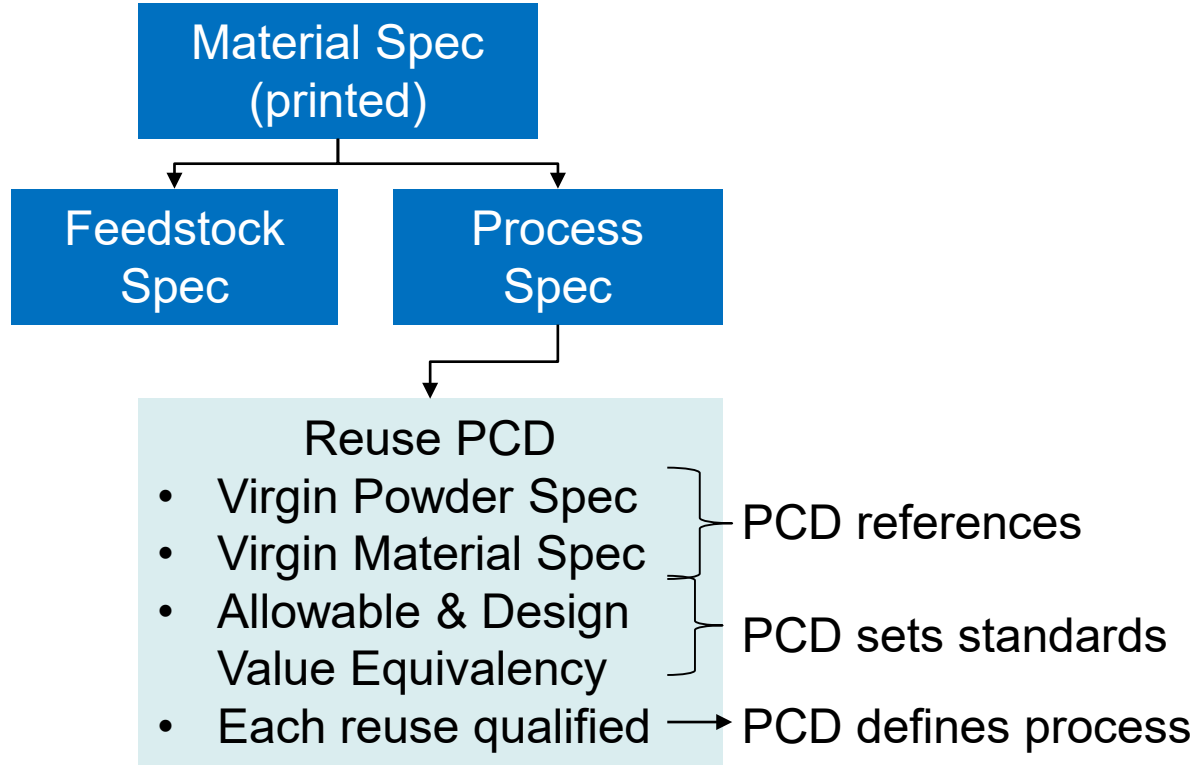 Material Spec
(printed)
Feedstock
Spec
Process
Spec
Reuse PCD
• Virgin Powder Spec
• Virgin Material Spec
PCD references
• Allowable & Design
Value Equivalency
PCD sets standards
• Each reuse qualified
PCD defines process